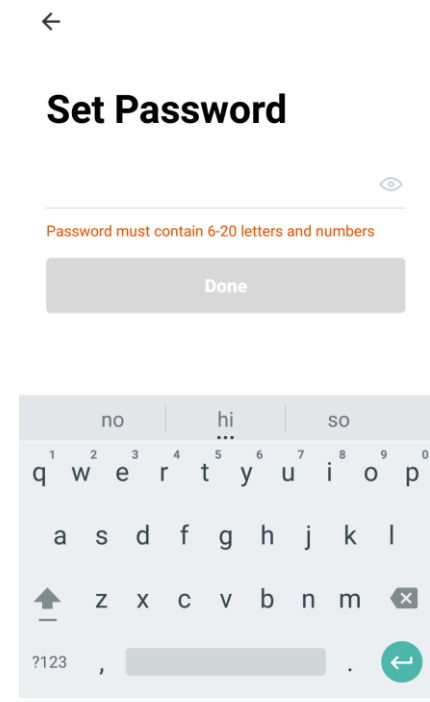 Set Password
Password must contain 6-20 letters and numbers
Done
no hi so
1 2 3 4 5 6 7 8 9 0
q w e r t y u i o p
a s d f g h j k l
z x c v b n m
?123 , .